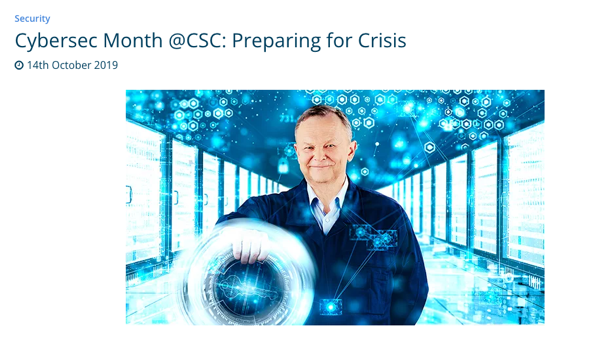 Security
Cybersec Month @CSC: Preparing for Crisis
14th October 2019